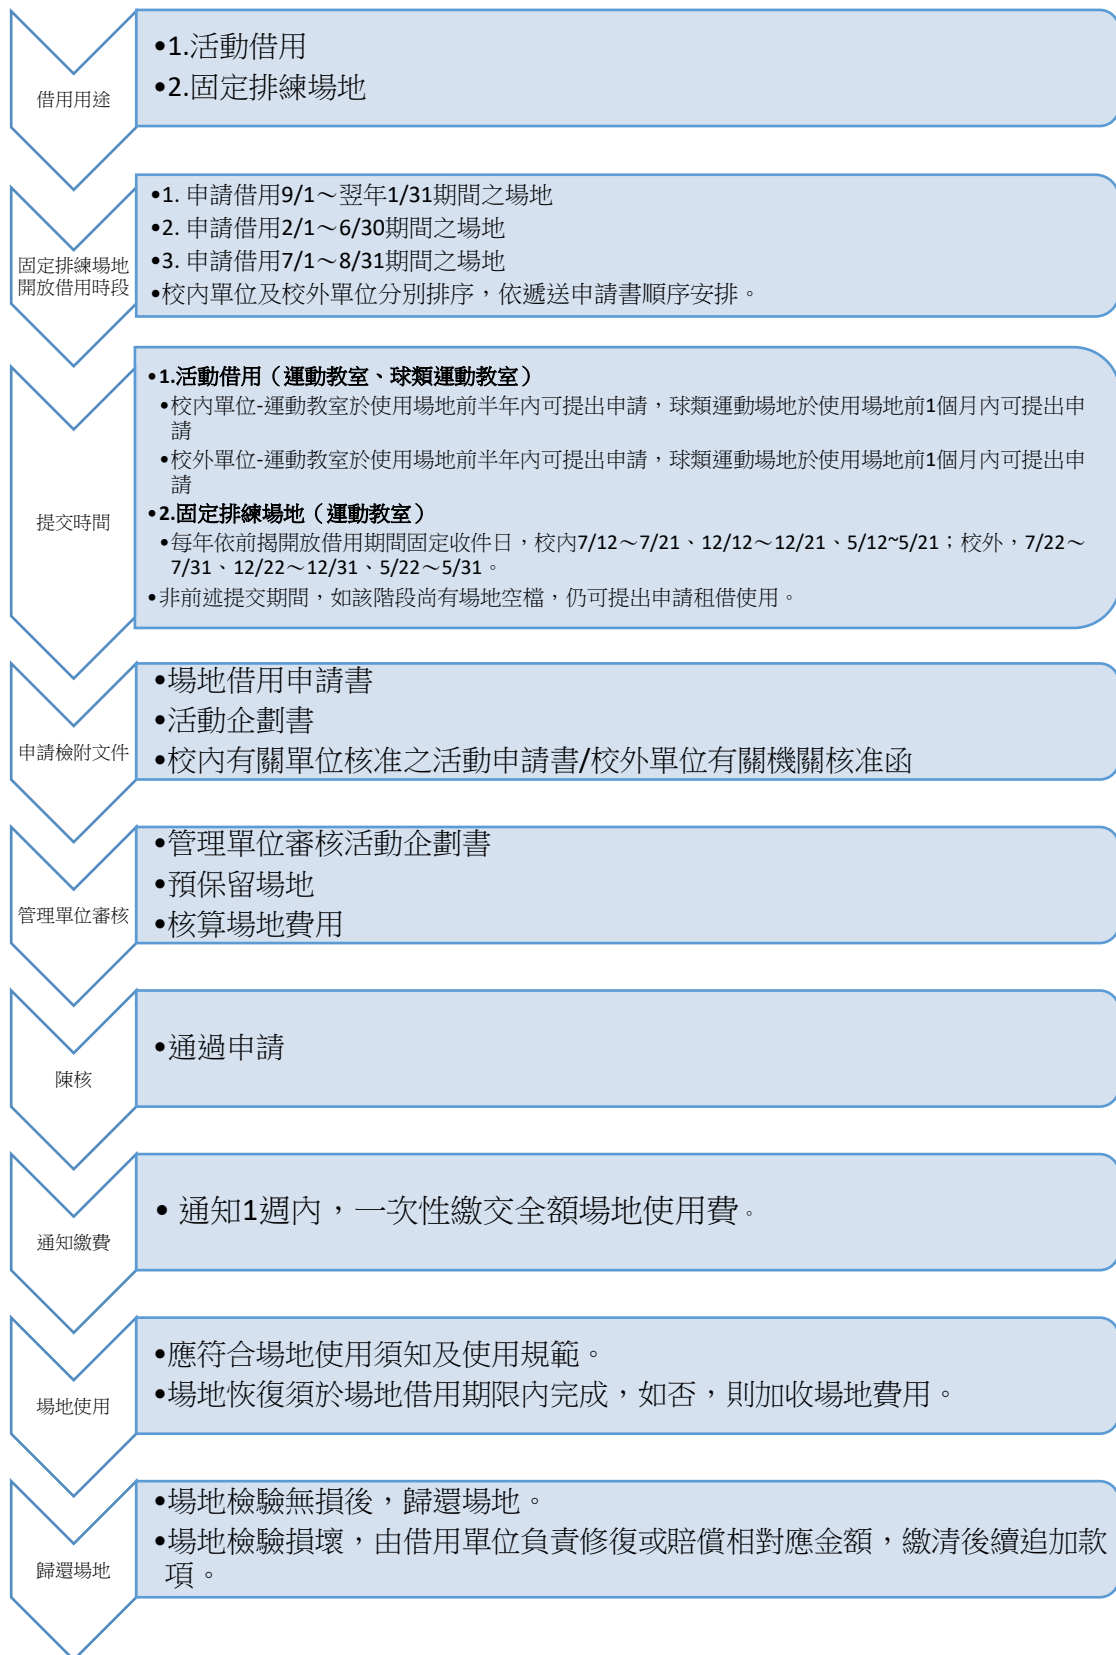 借用用途
•1.活動借用
•2.固定排練場地
固定排練場地
開放借用時段
•1. 申請借用9/1～翌年1/31期間之場地
•2. 申請借用2/1～6/30期間之場地
•3. 申請借用7/1～8/31期間之場地
•校內單位及校外單位分別排序，依遞送申請書順序安排。
提交時間
•1.活動借用（運動教室、球類運動教室）
•校內單位-運動教室於使用場地前半年內可提出申請，球類運動場地於使用場地前1個月內可提出申
請
•校外單位-運動教室於使用場地前半年內可提出申請，球類運動場地於使用場地前1個月內可提出申
請
•2.固定排練場地（運動教室）
•每年依前揭開放借用期間固定收件日，校內7/12～7/21、12/12～12/21、5/12~5/21；校外，7/22～
7/31、12/22～12/31、5/22～5/31。
•非前述提交期間，如該階段尚有場地空檔，仍可提出申請租借使用。
申請檢附文件
•場地借用申請書
•活動企劃書
•校內有關單位核准之活動申請書/校外單位有關機關核准函
管理單位審核
•管理單位審核活動企劃書
•預保留場地
•核算場地費用
陳核
•通過申請
通知繳費
• 通知1週內，一次性繳交全額場地使用費。
場地使用
•應符合場地使用須知及使用規範。
•場地恢復須於場地借用期限內完成，如否，則加收場地費用。
歸還場地
•場地檢驗無損後，歸還場地。
•場地檢驗損壞，由借用單位負責修復或賠償相對應金額，繳清後續追加款
項。